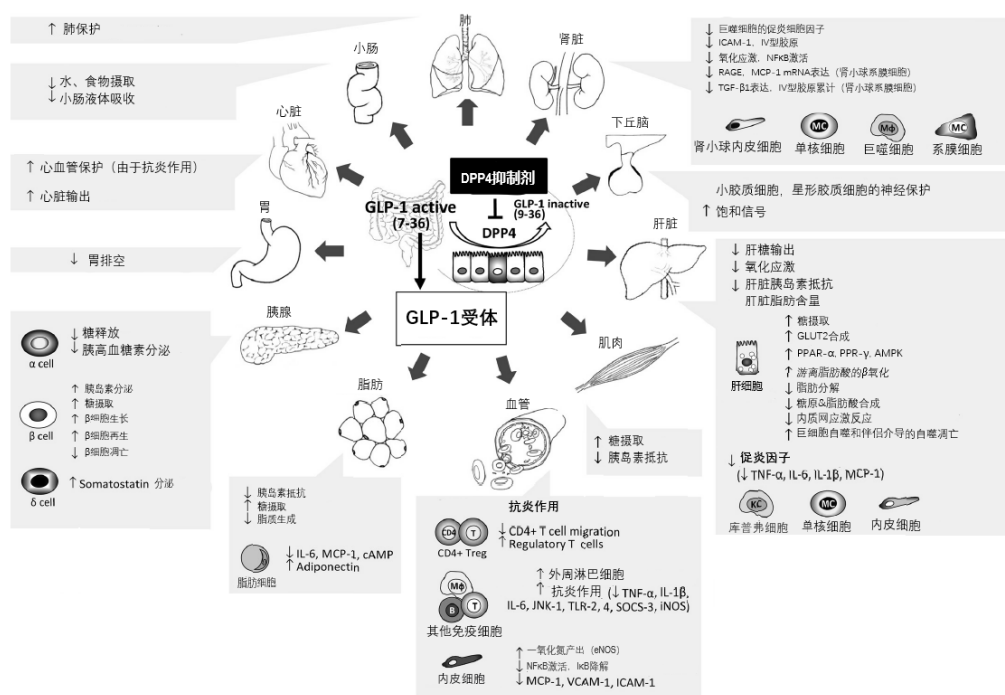 ↑ 肺保护
肺
↓ 水、食物摄取
↓ 小肠液体吸收
小肠
↑ 心血管保护（由于抗炎作用）
↑ 心脏输出
心脏
胃
↓ 胃排空
胰腺
α cell
↓ 糖释放
↓ 胰高血糖素分泌
β cell
↑ 胰岛素分泌
↑ 糖摄取
↑ β细胞生长
↑ β细胞再生
↓ β细胞凋亡
δ cell
↑ Somatostatin 分泌
DPP4抑制剂
GLP-1 active
(7-36)
GLP-1 inactive
(9-36)
DPP4
GLP-1受体
脂肪
↓ 胰岛素抵抗
↑ 糖摄取
↓ 脂质生成
脂肪细胞
↓ IL-6, MCP-1, cAMP
↑ Adiponectin
血管
抗炎作用
CD4 T
CD4+ Treg
↓ CD4+ T cell migration
↑ Regulatory T cells
Mϕ
B T
其他免疫细胞
↑ 外周淋巴细胞
↑ 抗炎作用 (↓ TNF-α, IL-1β,
IL-6, JNK-1, TLR-2, 4, SOCS-3, iNOS)
内皮细胞
↑ 一氧化氮产出（eNOS）
↓ NFκB激活、IκB降解
↓ MCP-1, VCAM-1, ICAM-1
肌肉
↑ 糖摄取
↓ 胰岛素抵抗
肾脏
↓ 巨噬细胞的促炎细胞因子
↓ ICAM-1、IV型胶原
↓ 氧化应激、NFκB激活
↓ RAGE、MCP-1 mRNA表达（肾小球系膜细胞）
↓ TGF-β1表达、IV型胶原累计（肾小球系膜细胞）
MC Mϕ MC
肾小球内皮细胞 单核细胞 巨噬细胞 系膜细胞
下丘脑
小胶质细胞，星形胶质细胞的神经保护
↑ 饱和信号
肝脏
↓ 肝糖输出
↓ 氧化应激
↓ 肝脏胰岛素抵抗
肝脏脂肪含量
肝细胞
↑ 糖摄取
↑ GLUT2合成
↑ PPAR-α, PPR-γ, AMPK
↑ 游离脂肪酸的β氧化
↓ 脂肪分解
↓ 糖原&脂肪酸合成
↓ 内质网应激反应
↑ 巨细胞自噬和伴侣介导的自噬凋亡
↓ 促炎因子
(↓ TNF-α, IL-6, IL-1β, MCP-1)
KC MC
库普弗细胞 单核细胞 内皮细胞